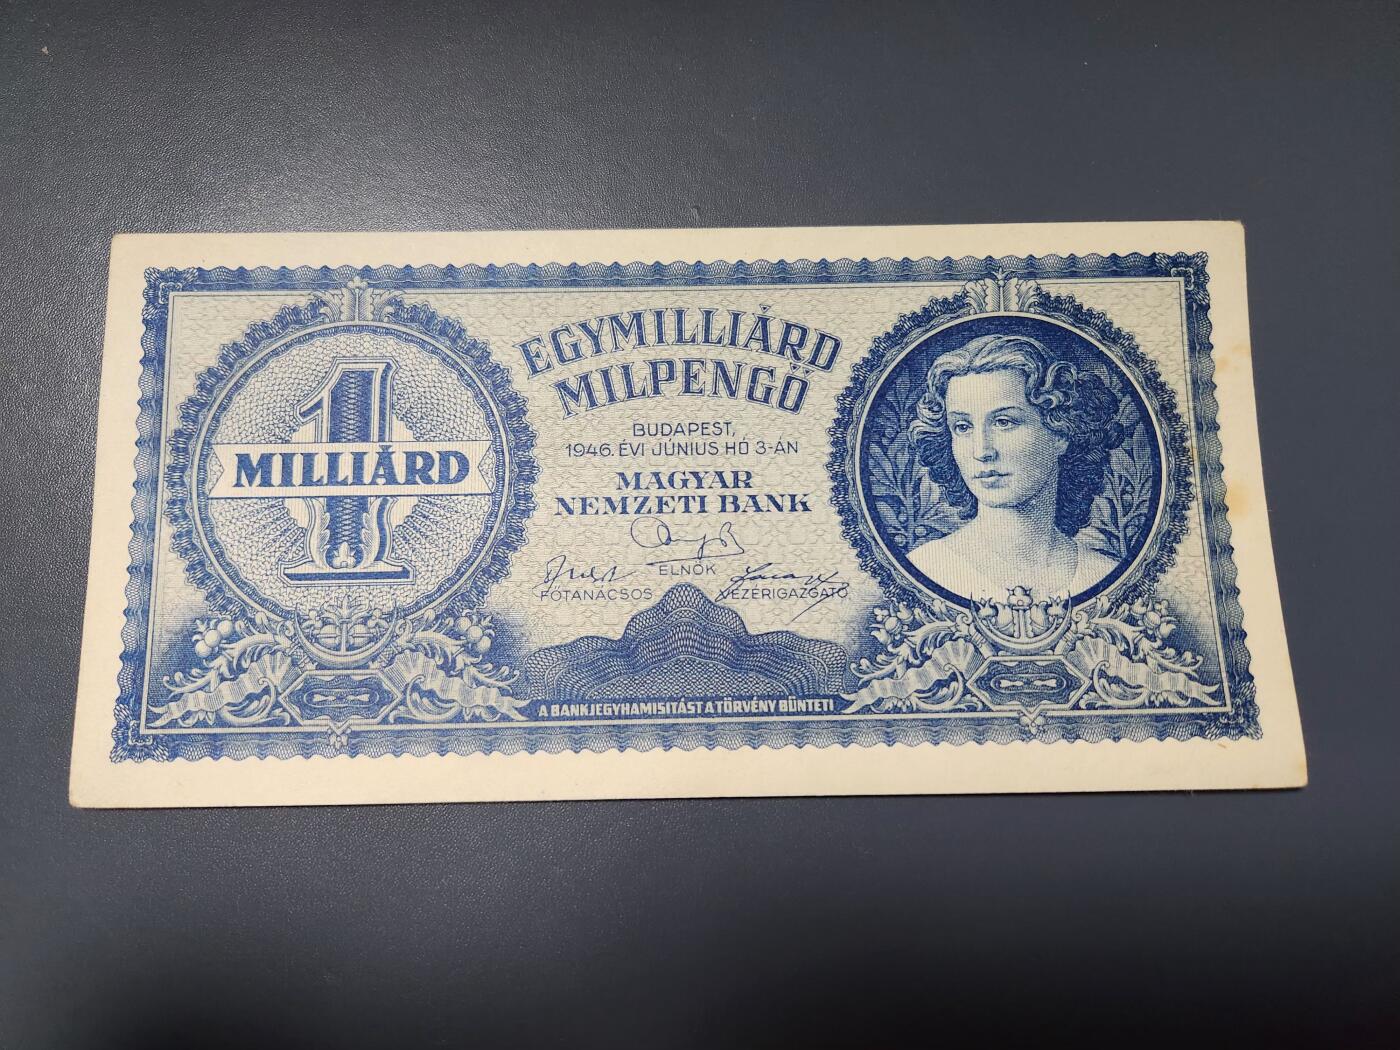 1
MILLIÁRD
EGYMILLIÁRD
MILPENGŐ
BUDAPEST,
1946. ÉVI JÚNIUS HÓ 3-ÁN
MAGYAR
NEMZETI BANK
ELNÖK
FŐTANÁCSOS VEZÉRIGAZGATÓ
A BANKJEGYHAMISITÁST A TÖRVÉNY BÜNTETI